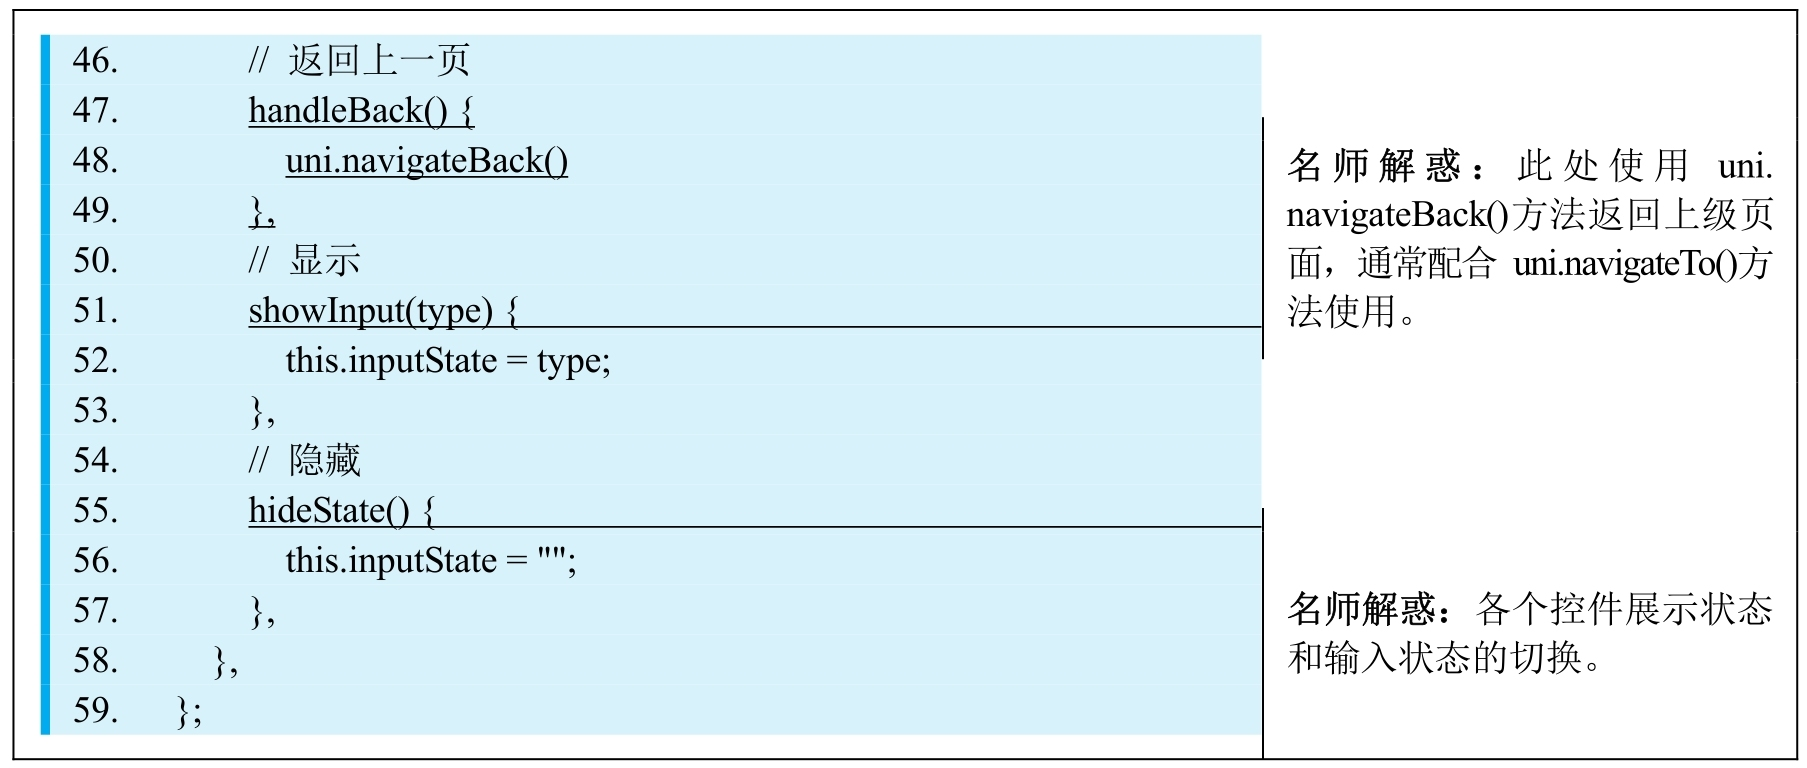 46. // 返回上一页
47. handleBack() {
48. uni.navigateBack()
49. },
50. // 显示
51. showInput(type) {
52. this.inputState = type;
53. },
54. // 隐藏
55. hideState() {
56. this.inputState = "";
57. },
58. },
59. };
名师解惑：此处使用 uni.
navigateBack()方法返回上级页
面，通常配合 uni.navigateTo()方
法使用。
名师解惑：各个控件展示状态
和输入状态的切换。